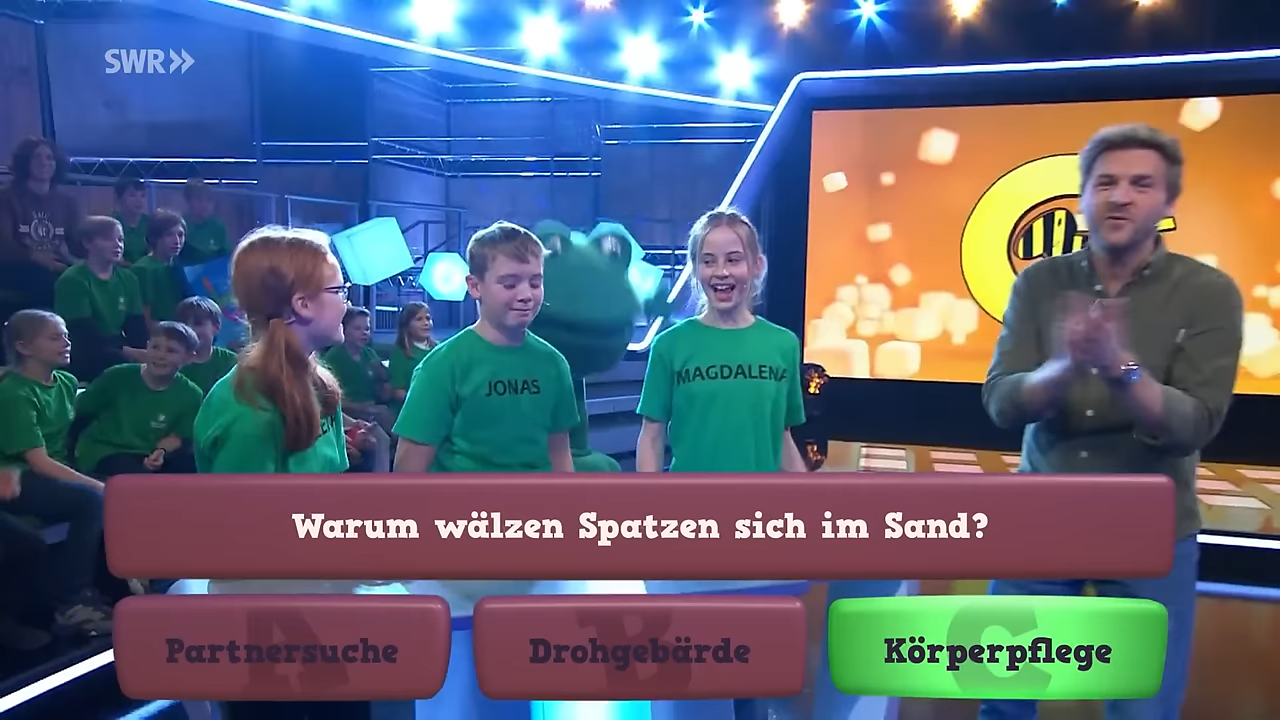 SWR
JONAS
MAGDALENA
Warum wälzen Spatzen sich im Sand?
A
Partnersuche
B
Drohgebärde
C
Körperpflege